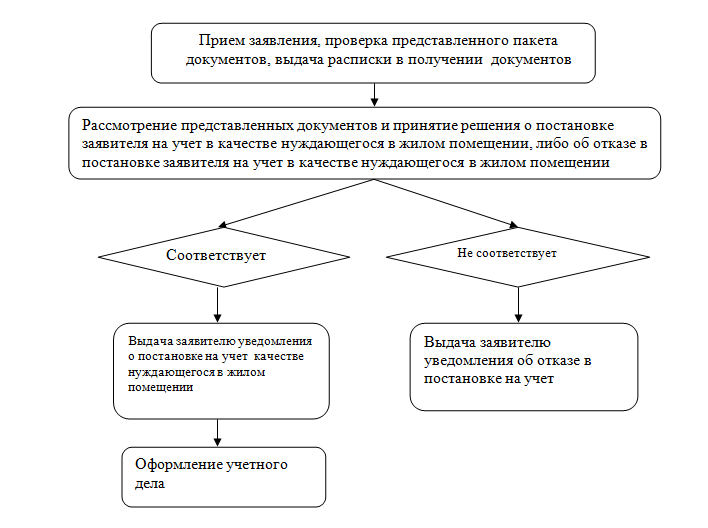 Прием заявления, проверка представленного пакета
документов, выдача расписки в получении документов
Рассмотрение представленных документов и принятие решения о постановке
заявителя на учет в качестве нуждающегося в жилом помещении, либо об отказе в
постановке заявителя на учет в качестве нуждающегося в жилом помещении
Соответствует
Не соответствует
Выдача заявителю уведомления
о постановке на учет качестве
нуждающегося в жилом
помещении
Выдача заявителю
уведомления об отказе в
постановке на учет
Оформление учетного
дела